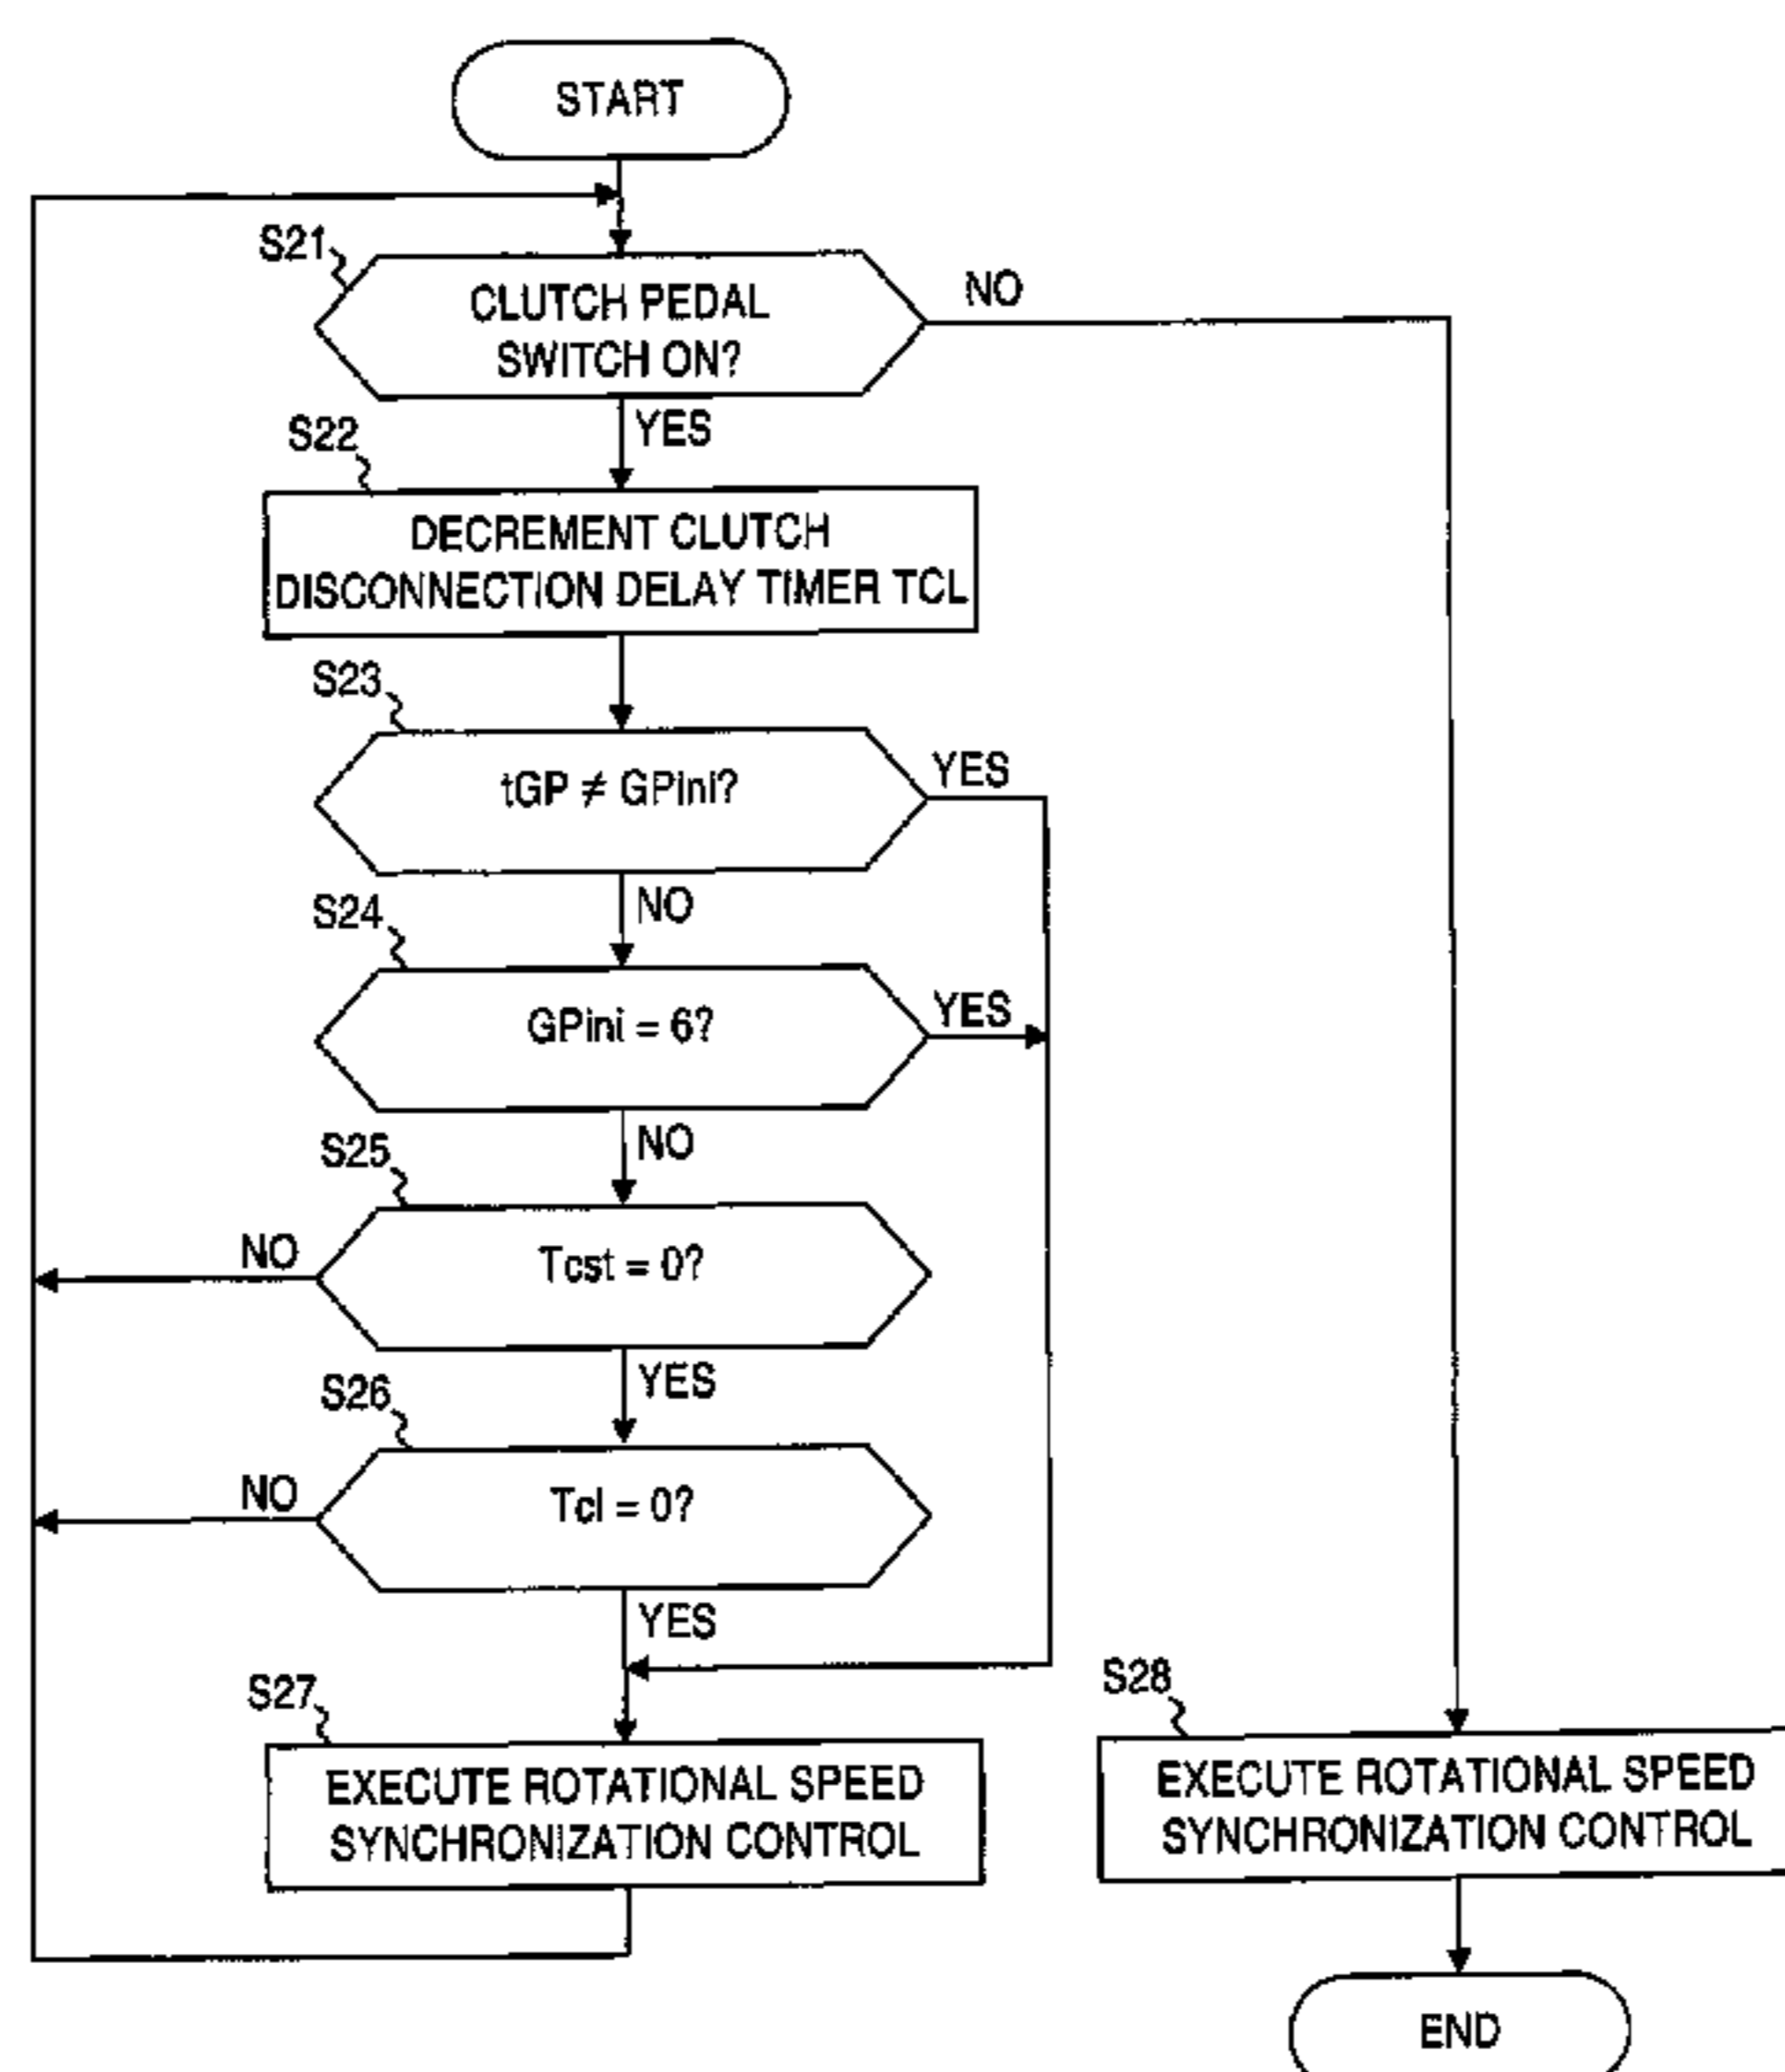 START
S21
CLUTCH PEDAL
SWITCH ON?
NO
YES
S22
DECREMENT CLUTCH
DISCONNECTION DELAY TIMER TCL
S23
tGP ≠ GPini?
YES
NO
S24
GPini = 6?
YES
NO
S25
Tcst = 0?
NO
YES
S26
Tcl = 0?
NO
YES
S27
EXECUTE ROTATIONAL SPEED
SYNCHRONIZATION CONTROL
S28
EXECUTE ROTATIONAL SPEED
SYNCHRONIZATION CONTROL
END